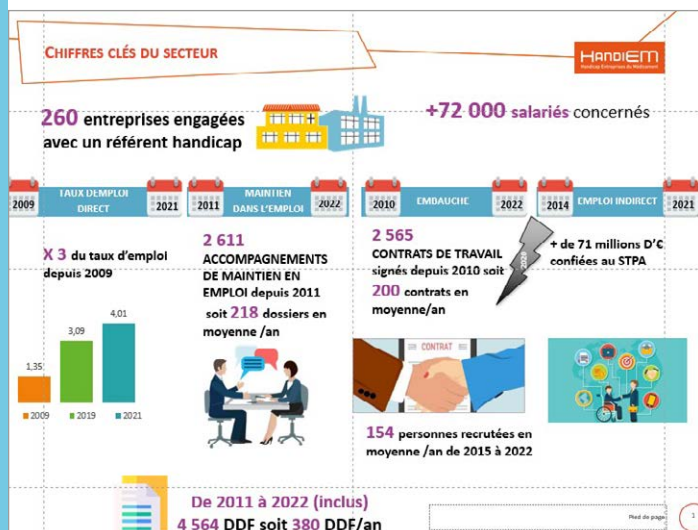 CHIFFRES CLÉS DU SECTEUR
HANDIEM
Handicap Entreprises du Médicament
260 entreprises engagées
avec un référent handicap
+72 000 salariés concernés
2009
TAUX D'EMPLOI
DIRECT
2021
2011
MAINTIEN
DANS L'EMPLOI
2022
2010
EMBAUCHE
2022
2014
EMPLOI INDIRECT
2021
X 3 du taux d'emploi
depuis 2009
1,35
3,09
4,01
2009
2019
2021
2 611
ACCOMPAGNEMENTS
DE MAINTIEN EN
EMPLOI depuis 2011
soit 218 dossiers en
moyenne /an
2 565
CONTRATS DE TRAVAIL
signés depuis 2010 soit
200 contrats en
moyenne/an
2020
+ de 71 millions D'€
confiées au STPA
CONTRAT
154 personnes recrutées en
moyenne /an de 2015 à 2022
De 2011 à 2022 (inclus)
4 564 DDF soit 380 DDF/an
Pied de page
1